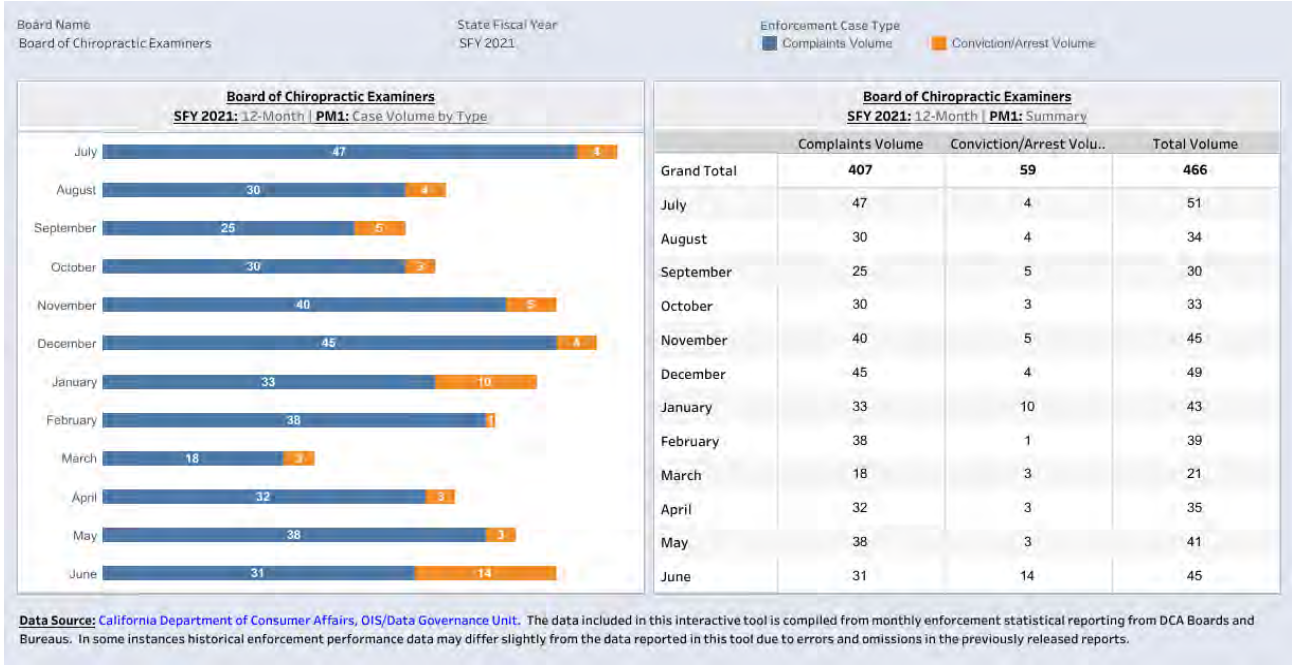 Board Name
Board of Chiropractic Examiners
State Fiscal Year
SFY 2021
Enforcement Case Type
Complaints Volume Conviction/Arrest Volume
Board of Chiropractic Examiners
SFY 2021: 12-Month | PM1: Case Volume by Type
July 47 4
August 30 4
September 25 5
October 30 3
November 40 5
December 45 4
January 33 10
February 38 1
March 18 3
April 32 3
May 38 3
June 31 14
Board of Chiropractic Examiners
SFY 2021: 12-Month | PM1: Summary
Complaints Volume Conviction/Arrest Volu.. Total Volume
Grand Total 407 59 466
July 47 4 51
August 30 4 34
September 25 5 30
October 30 3 33
November 40 5 45
December 45 4 49
January 33 10 43
February 38 1 39
March 18 3 21
April 32 3 35
May 38 3 41
June 31 14 45
Data Source: California Department of Consumer Affairs, OIS/Data Governance Unit. The data included in this interactive tool is compiled from monthly enforcement statistical reporting from DCA Boards and
Bureaus. In some instances historical enforcement performance data may differ slightly from the data reported in this tool due to errors and omissions in the previously released reports.